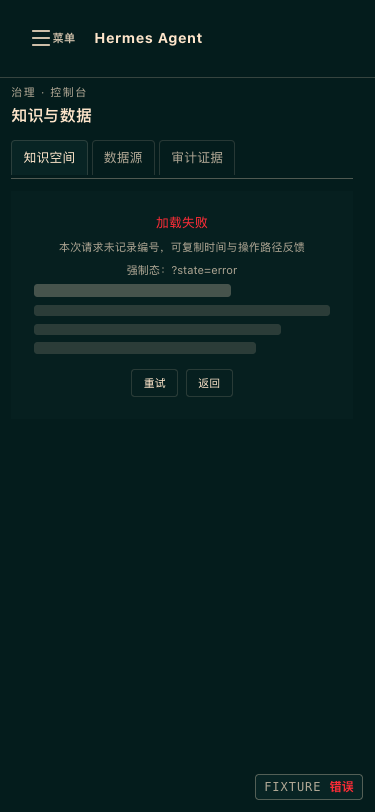 菜单 Hermes Agent
治理 · 控制台
知识与数据
知识空间 数据源 审计证据
加载失败
本次请求未记录编号，可复制时间与操作路径反馈
强制态：?state=error
重试 返回
FIXTURE 错误